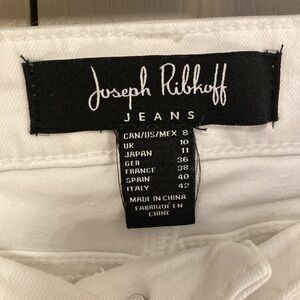 Joseph Ribkoff
JEANS
CAN/US/MEX 8
UK 10
JAPAN 11
GER 36
FRANCE 38
SPAIN 40
ITALY 42
MADE IN CHINA
FABRIQUÉ EN
CHINE